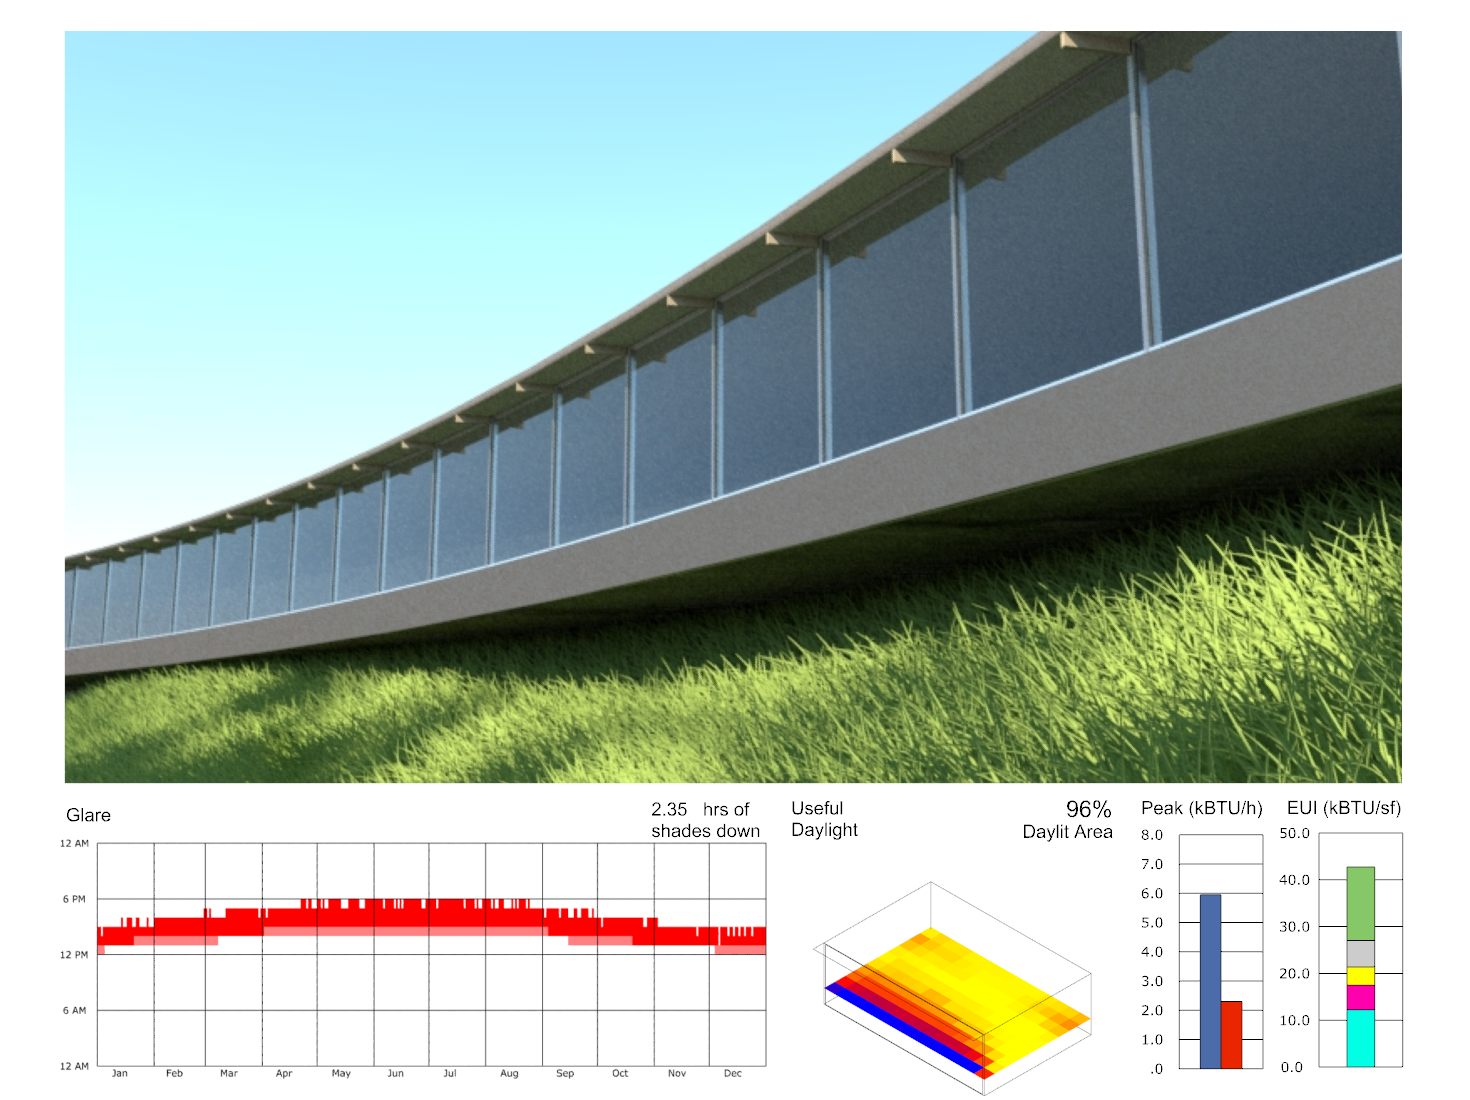 Glare
2.35 hrs of
shades down
12 AM
6 PM
12 PM
6 AM
12 AM
Jan Feb Mar Apr May Jun Jul Aug Sep Oct Nov Dec
Useful
Daylight
96%
Daylit Area
Peak (kBTU/h)
8.0
7.0
6.0
5.0
4.0
3.0
2.0
1.0
.0
EUI (kBTU/sf)
50.0
40.0
30.0
20.0
10.0
0.0